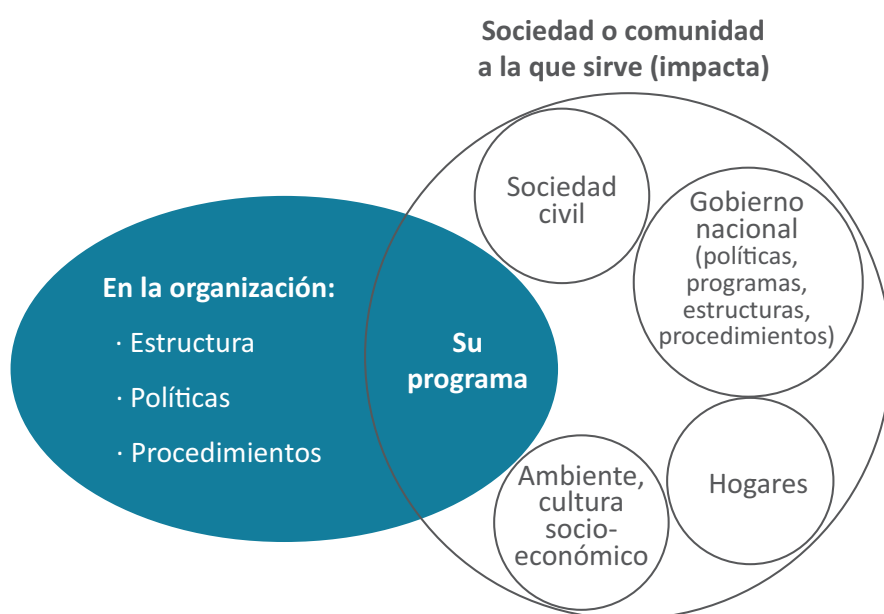 Sociedad o comunidad
a la que sirve (impacta)
Sociedad
civil
Gobierno
nacional
(políticas,
programas,
estructuras,
procedimientos)
En la organización:
· Estructura
· Políticas
· Procedimientos
Su
programa
Ambiente,
cultura
socio-
económico
Hogares